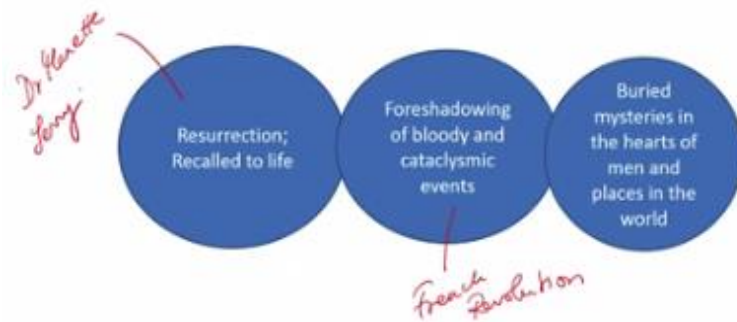 Dr Manette
Jerry.
Resurrection;
Recalled to life
Foreshadowing
of bloody and
cataclysmic
events
Buried
mysteries in
the hearts of
men and
places in the
world
French
Revolution